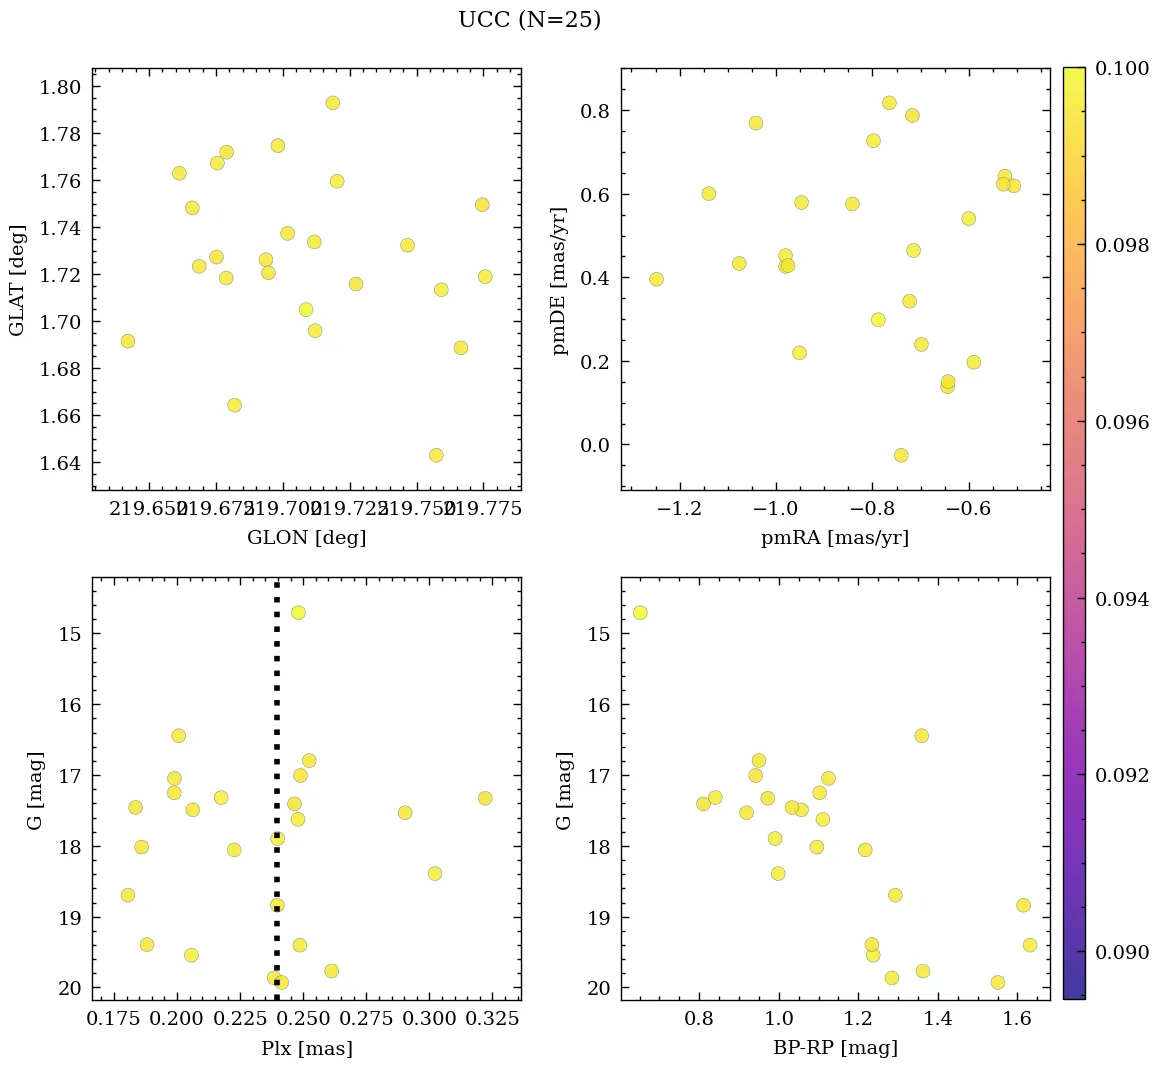 UCC (N=25)
1.80
1.78
1.76
1.74
1.72
1.70
1.68
1.66
1.64
GLAT [deg]
219.650 219.675 219.700 219.725 219.750 219.775
GLON [deg]
0.8
0.6
0.4
0.2
0.0
pmDE [mas/yr]
−1.2 −1.0 −0.8 −0.6
pmRA [mas/yr]
15
16
17
18
19
20
G [mag]
0.175 0.200 0.225 0.250 0.275 0.300 0.325
Plx [mas]
15
16
17
18
19
20
G [mag]
0.8 1.0 1.2 1.4 1.6
BP-RP [mag]
0.100
0.098
0.096
0.094
0.092
0.090